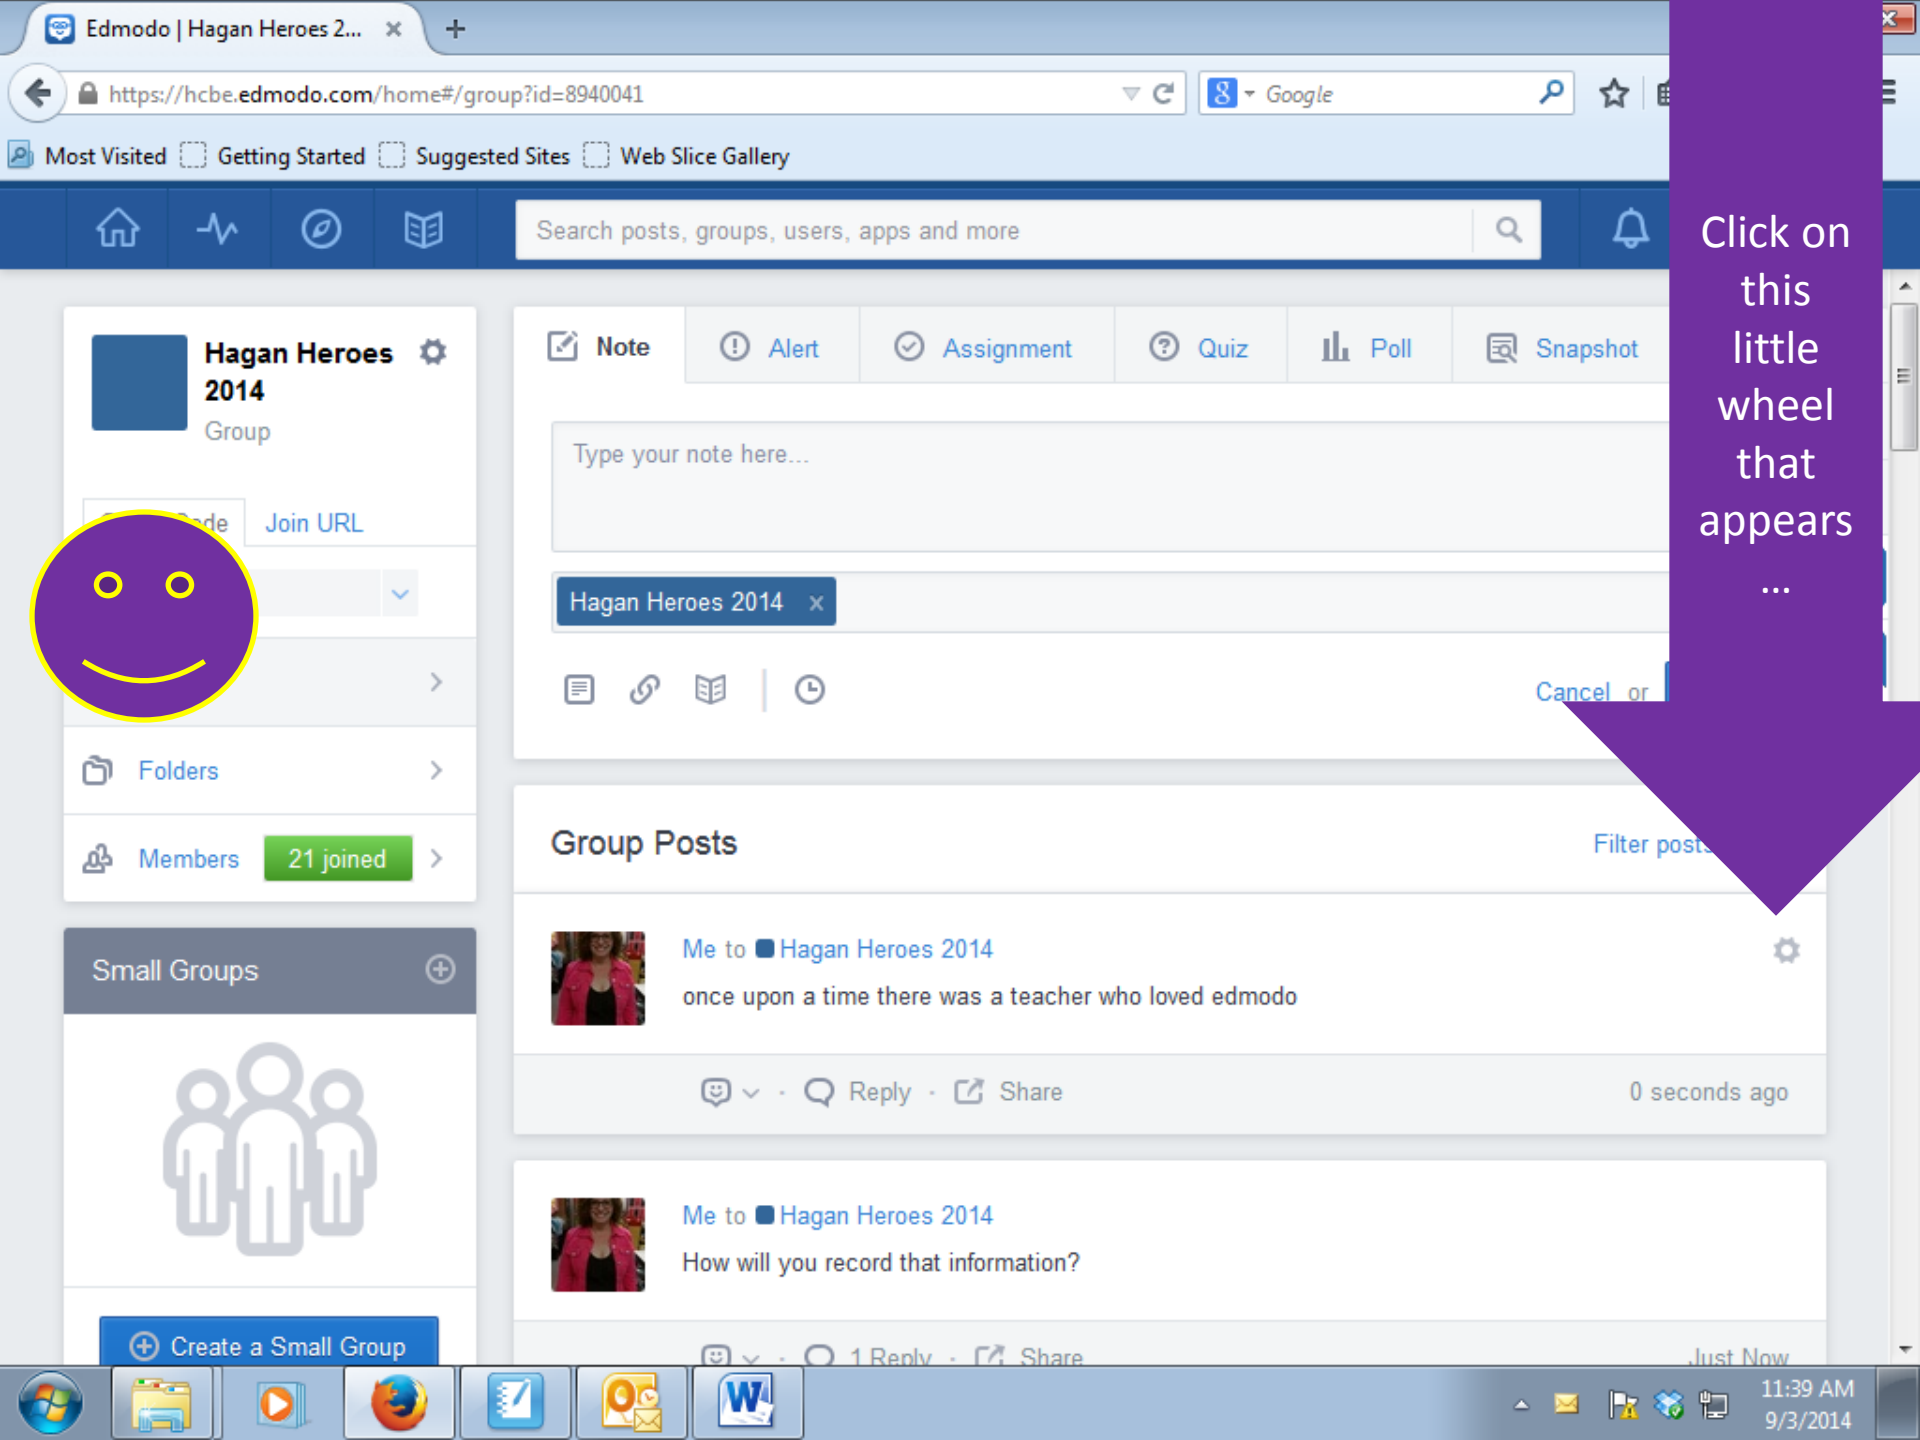 Edmodo | Hagan Heroes 2...
https://hcbe.edmodo.com/home#/group?id=8940041
Google
Most Visited Getting Started Suggested Sites Web Slice Gallery
Search posts, groups, users, apps and more
Click on
this
little
wheel
that
appears
...
Hagan Heroes
2014
Group
Join URL
Folders
Members 21 joined
Small Groups
Create a Small Group
Note Alert Assignment Quiz Poll Snapshot
Type your note here...
Hagan Heroes 2014 x
Cancel or
Group Posts
Filter posts
Me to Hagan Heroes 2014
once upon a time there was a teacher who loved edmodo
Reply · Share 0 seconds ago
Me to Hagan Heroes 2014
How will you record that information?
1 Reply · Share Just Now
11:39 AM
9/3/2014